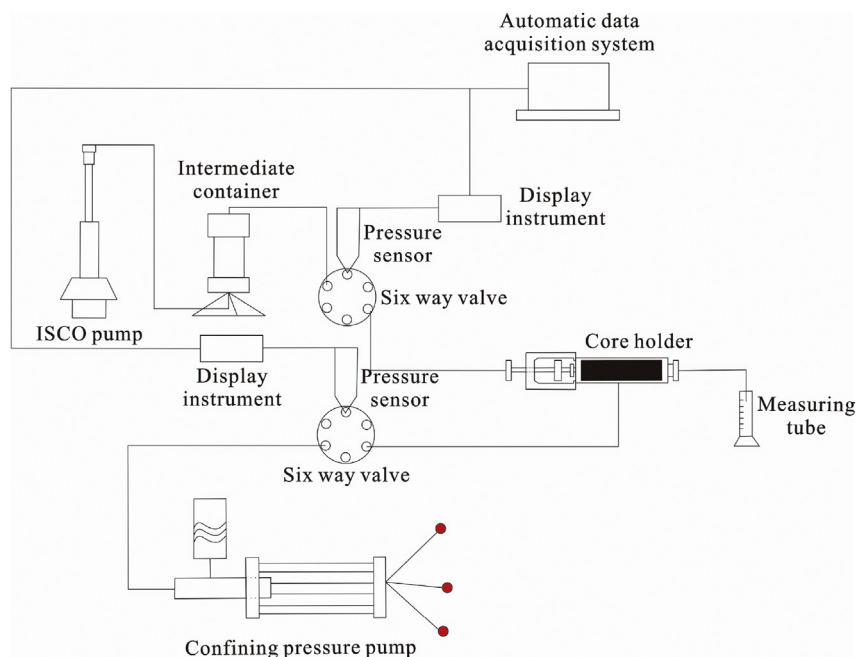 Automatic data
acquisition system
Intermediate
container
Display
instrument
Pressure
sensor
Six way valve
ISCO pump
Core holder
Display
instrument
Pressure
sensor
Measuring
tube
Six way valve
Confining pressure pump